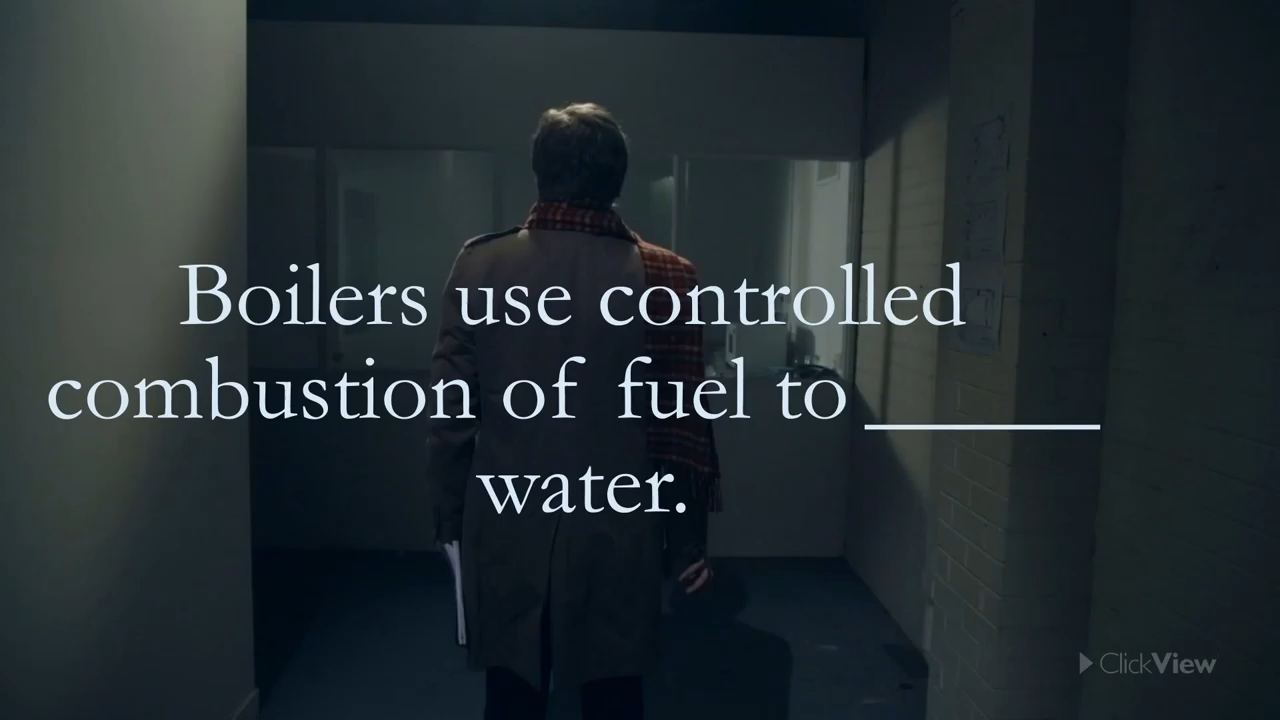 Boilers use controlled
combustion of fuel to ______
water.
ClickView